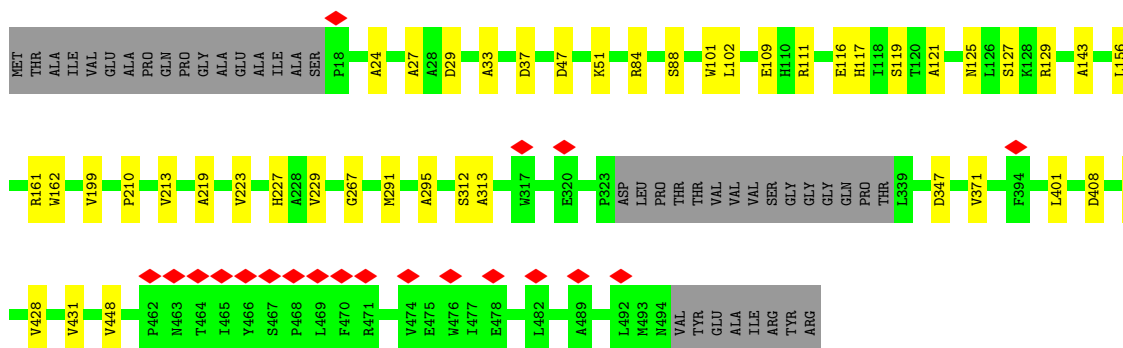 MET THR ALA ILE VAL GLU ALA PRO GLN PRO GLY ALA GLU ALA ILE ALA SER P18 A24 A27 A28 D29 A33 D37 D47 K51 R84 S88 W101 L102 E109 H110 R111 E116 H117 I118 S119 T120 A121 N125 L126 S127 K128 R129 A143 L156
R161 W162 V199 P210 V213 A219 V223 H227 A228 V229 G267 M291 A295 S312 A313 W317 E320 P323 ASP LEU PRO THR THR VAL VAL VAL SER GLY GLY GLY GLN PRO THR L339 D347 V371 F394 L401 D408
V428 V431 V448 P462 N463 T464 I465 Y466 S467 P468 L469 F470 R471 V474 E475 W476 I477 E478 L482 A489 L492 M493 N494 VAL TYR GLU ALA ILE ARG TYR ARG